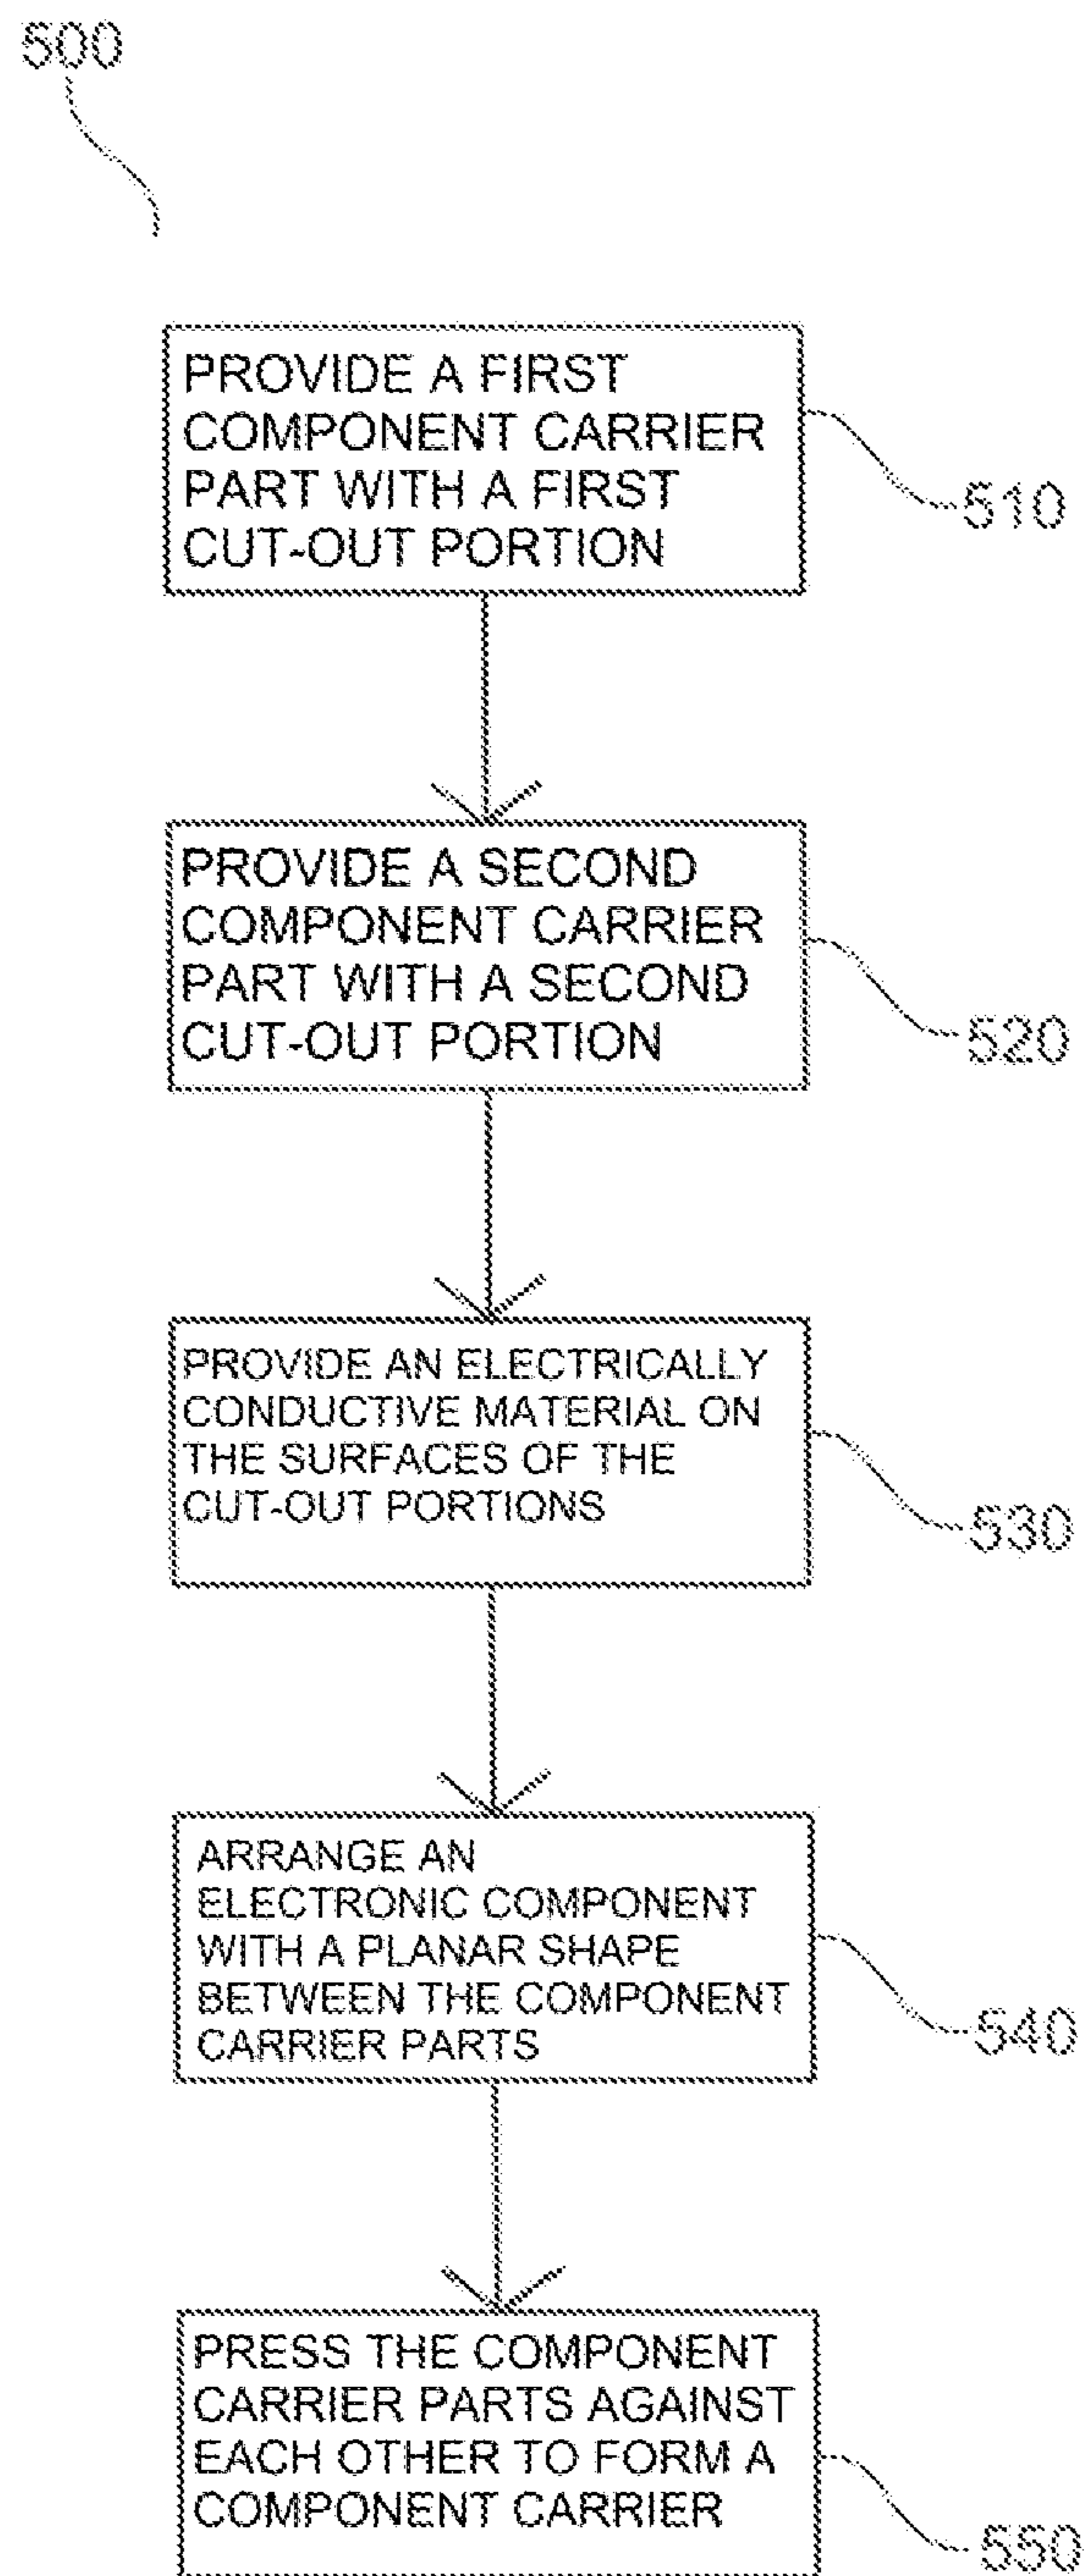 500
PROVIDE A FIRST
COMPONENT CARRIER
PART WITH A FIRST
CUT-OUT PORTION
510
PROVIDE A SECOND
COMPONENT CARRIER
PART WITH A SECOND
CUT-OUT PORTION
520
PROVIDE AN ELECTRICALLY
CONDUCTIVE MATERIAL ON
THE SURFACES OF THE
CUT-OUT PORTIONS
530
ARRANGE AN
ELECTRONIC COMPONENT
WITH A PLANAR SHAPE
BETWEEN THE COMPONENT
CARRIER PARTS
540
PRESS THE COMPONENT
CARRIER PARTS AGAINST
EACH OTHER TO FORM A
COMPONENT CARRIER
550